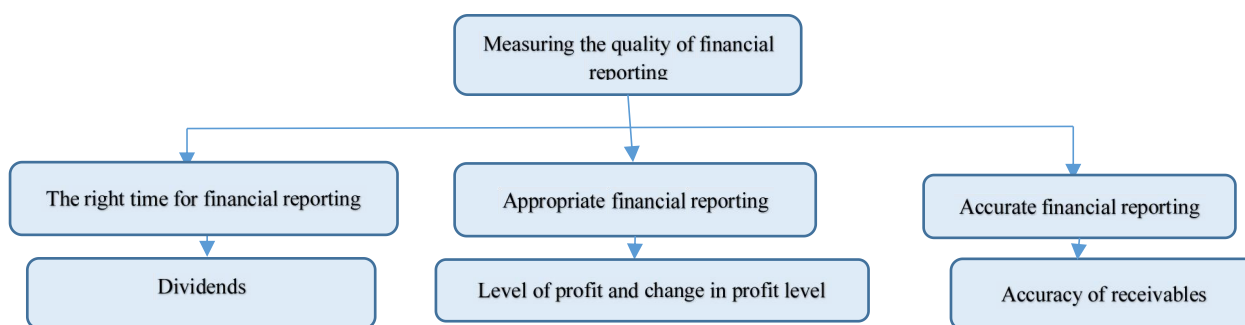 Measuring the quality of financial
reporting
The right time for financial reporting
Appropriate financial reporting
Accurate financial reporting
Dividends
Level of profit and change in profit level
Accuracy of receivables